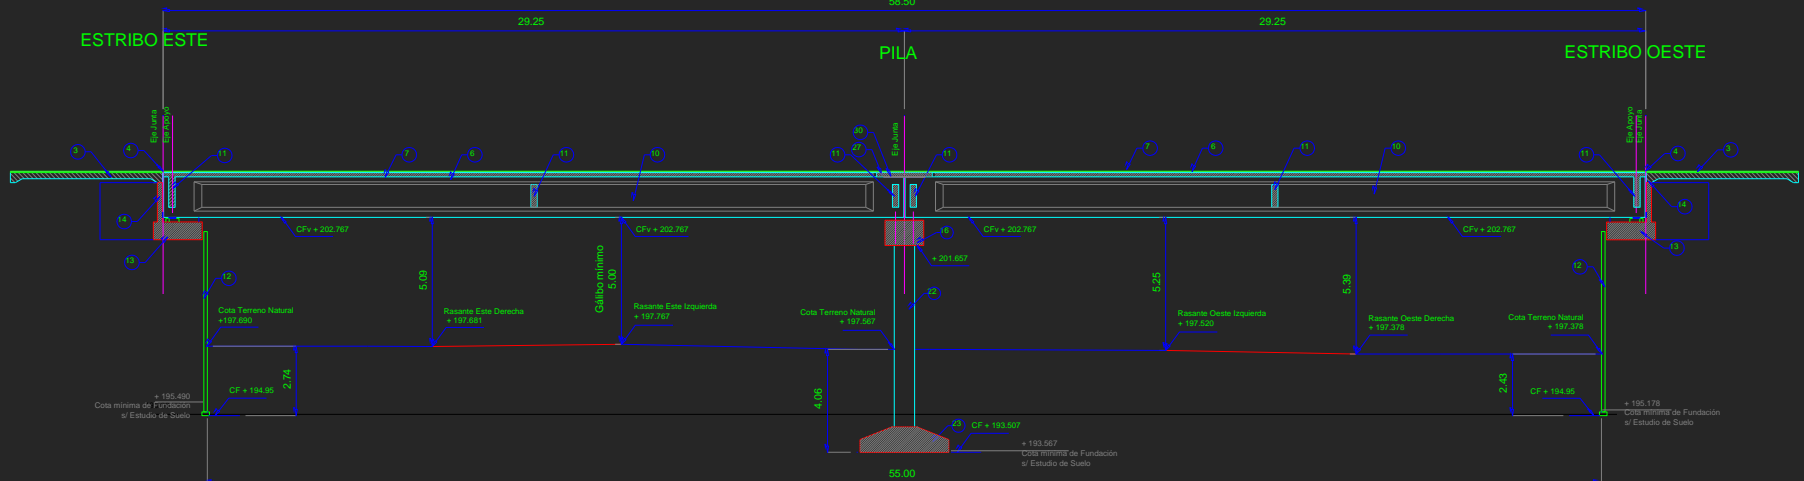 58.50
29.25
29.25
ESTRIBO ESTE
PILA
ESTRIBO OESTE
Eje Junta
Eje Apoyo
Eje Junta
Eje Apoyo
Eje Junta
3
4
11
7
6
11
10
30
27
11
11
7
6
11
10
11
4
3
14
14
13
13
12
12
16
22
23
CFv + 202.767
CFv + 202.767
CFv + 202.767
CFv + 202.767
+ 201.657
5.09
Gálibo mínimo
5.00
5.25
5.39
Cota Terreno Natural
+197.690
Rasante Este Derecha
+ 197.681
Rasante Este Izquierda
+ 197.767
Cota Terreno Natural
+ 197.567
Rasante Oeste Izquierda
+ 197.520
Rasante Oeste Derecha
+ 197.378
Cota Terreno Natural
+ 197.378
2.74
4.06
2.43
CF + 194.95
CF + 194.95
+ 195.490
Cota mínima de Fundación
s/ Estudio de Suelo
+ 195.178
Cota mínima de Fundación
s/ Estudio de Suelo
CF + 193.507
+ 193.567
Cota mínima de Fundación
s/ Estudio de Suelo
55.00